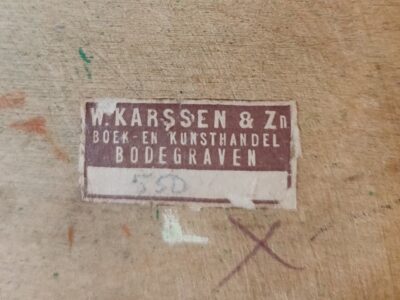 W. KARSSEN & Zn
BOEK-EN KUNSTHANDEL
BODEGRAVEN
550